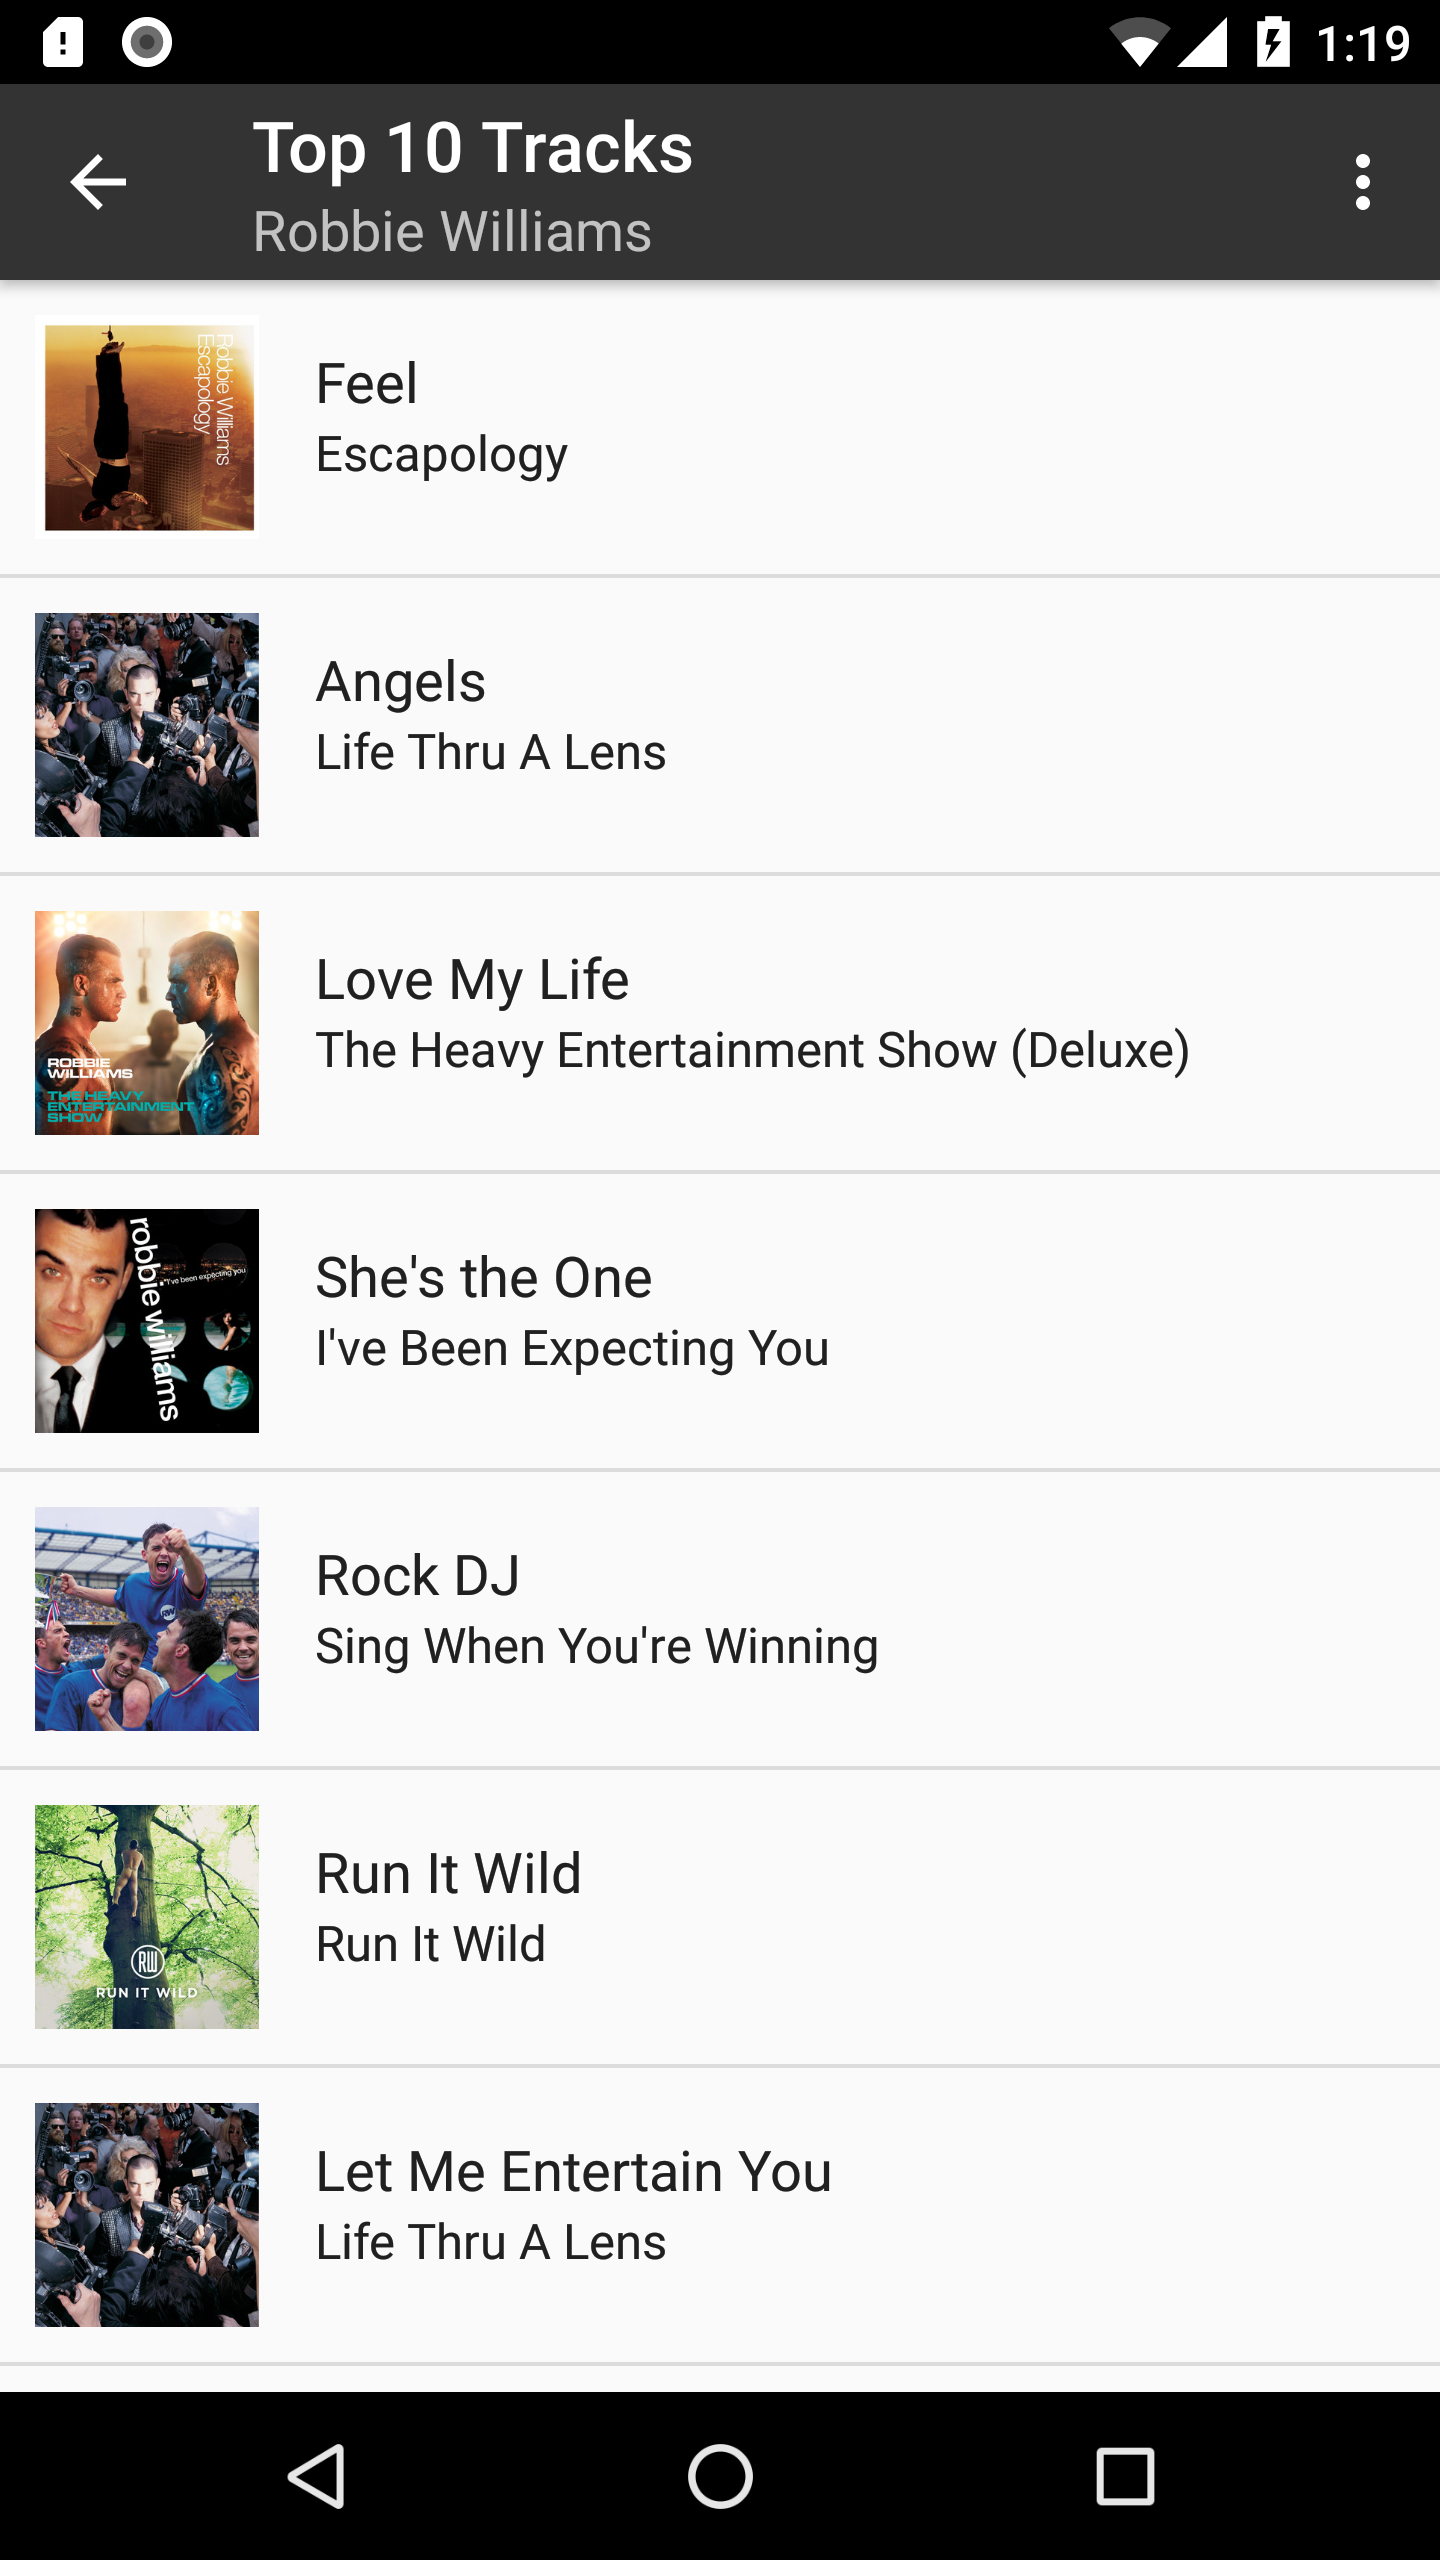 1:19
Top 10 Tracks
Robbie Williams
Robbie Williams
Escapology
Feel
Escapology
Angels
Life Thru A Lens
ROBBIE
WILLIAMS
THE HEAVY
ENTERTAINMENT
SHOW
Love My Life
The Heavy Entertainment Show (Deluxe)
robbie williams
I've been expecting you
She's the One
I've Been Expecting You
RW
Rock DJ
Sing When You're Winning
RW
RUN IT WILD
Run It Wild
Run It Wild
Let Me Entertain You
Life Thru A Lens